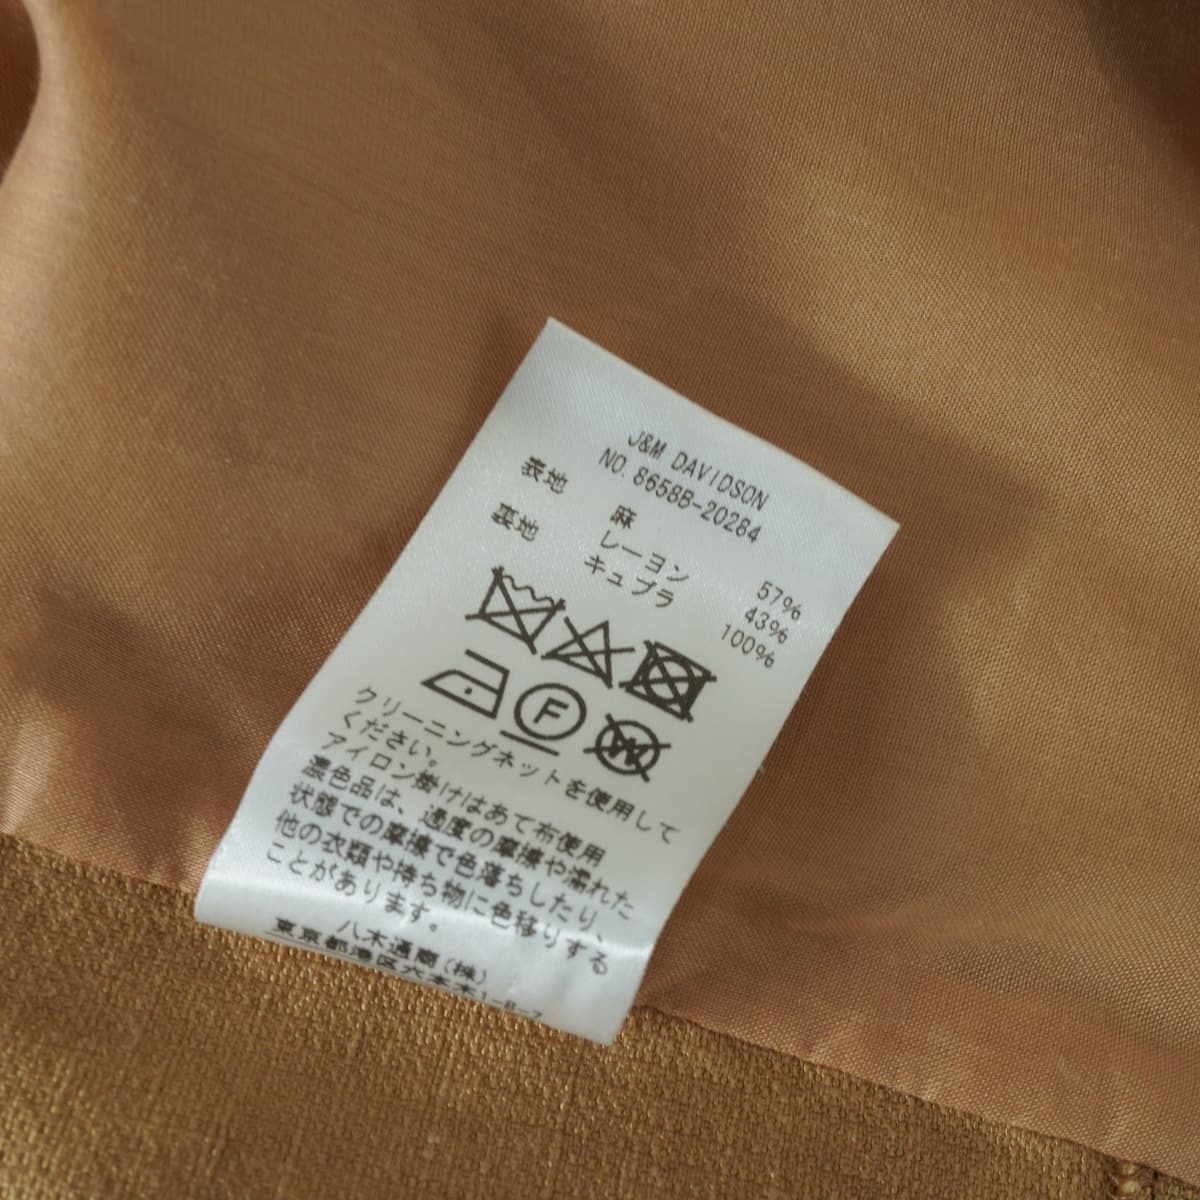 J&M DAVIDSON
NO. 8658B-20284
表地 麻 57%
レーヨン 43%
裏地 キュプラ 100%
F
W
クリーニングネットを使用して
ください。
アイロン掛けはあて布使用
濃色品は、過度の摩擦や濡れた
状態での摩擦で色落ちしたり、
他の衣類や持ち物に色移りする
ことがあります。
八木通商(株)
東京都港区六本木1-8-7